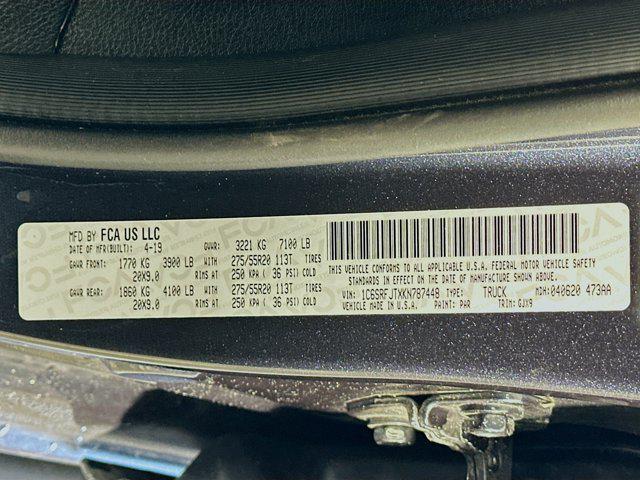 MFD BY FCA US LLC
DATE OF MFR(BUILT): 4-19 GVWR: 3221 KG 7100 LB
GAWR FRONT: 1770 KG 3900 LB 275/55R20 113T TIRES
20X9.0 RIMS AT 250 KPA ( 36 PSI) COLD
GAWR REAR: 1860 KG 4100 LB 275/55R20 113T TIRES
20X9.0 RIMS AT 250 KPA ( 36 PSI) COLD
THIS VEHICLE CONFORMS TO ALL APPLICABLE U.S.A. FEDERAL MOTOR VEHICLE SAFETY
AND THEFT PREVENTION STANDARDS IN EFFECT ON THE DATE OF MANUFACTURE SHOWN ABOVE.
VIN: 1C6SRFJTXKN787448 TYPE: TRUCK MDH: 040620 473AA
VEHICLE MADE IN U.S.A. PAINT: PAR TRIM: GJX9